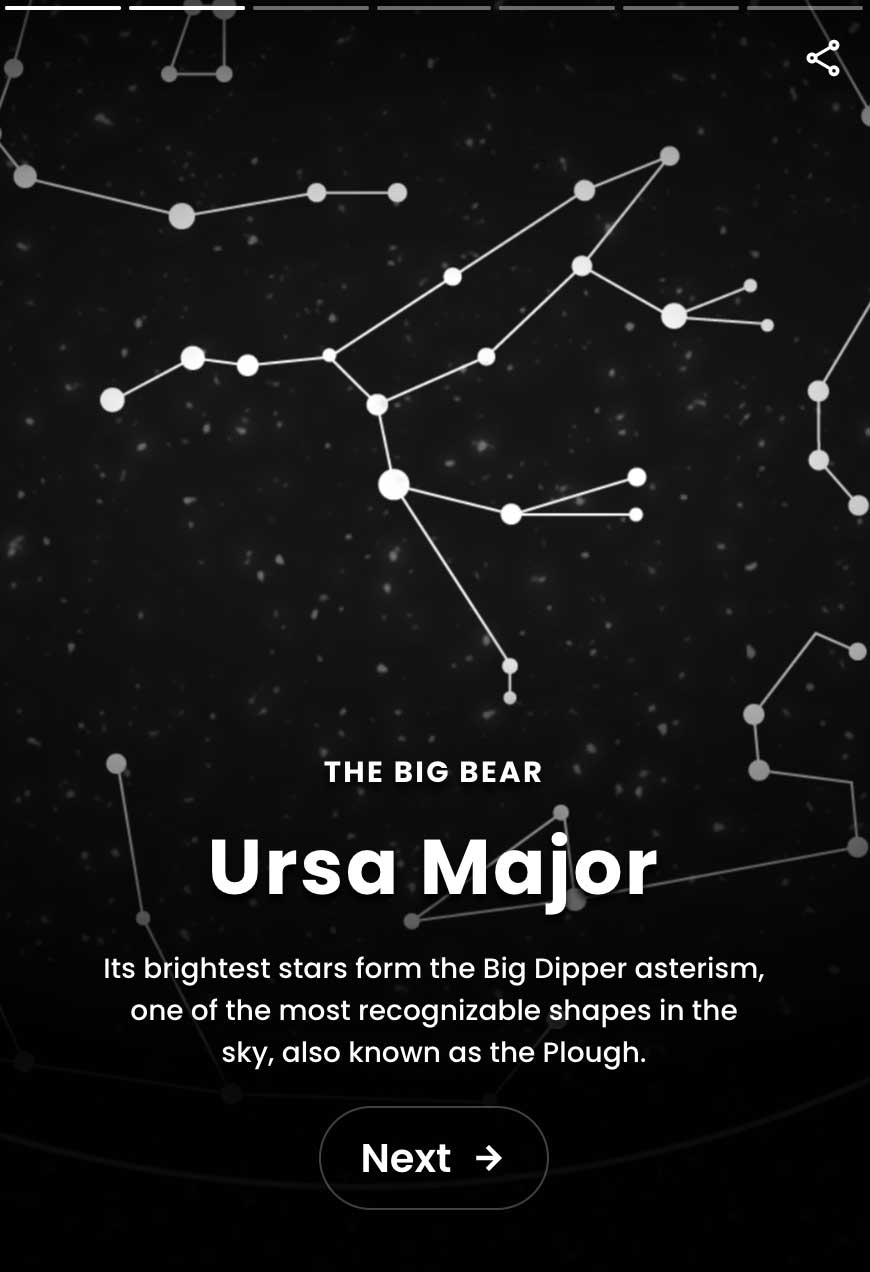 THE BIG BEAR
Ursa Major
Its brightest stars form the Big Dipper asterism,
one of the most recognizable shapes in the
sky, also known as the Plough.
Next →